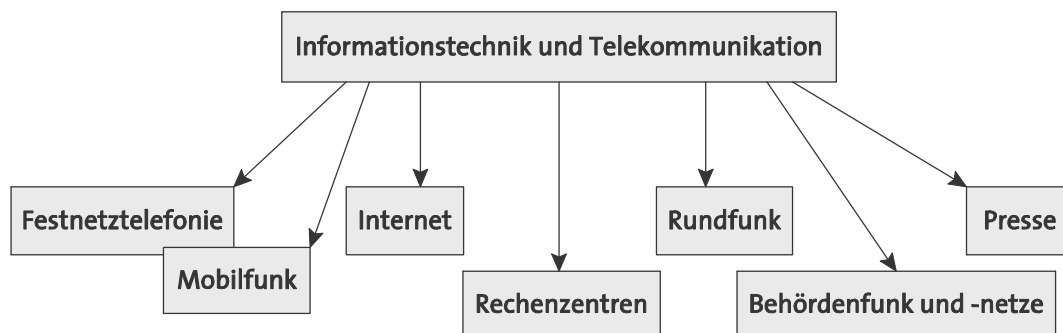 Informationstechnik und Telekommunikation
Festnetztelefonie
Mobilfunk
Internet
Rechenzentren
Rundfunk
Behördenfunk und -netze
Presse